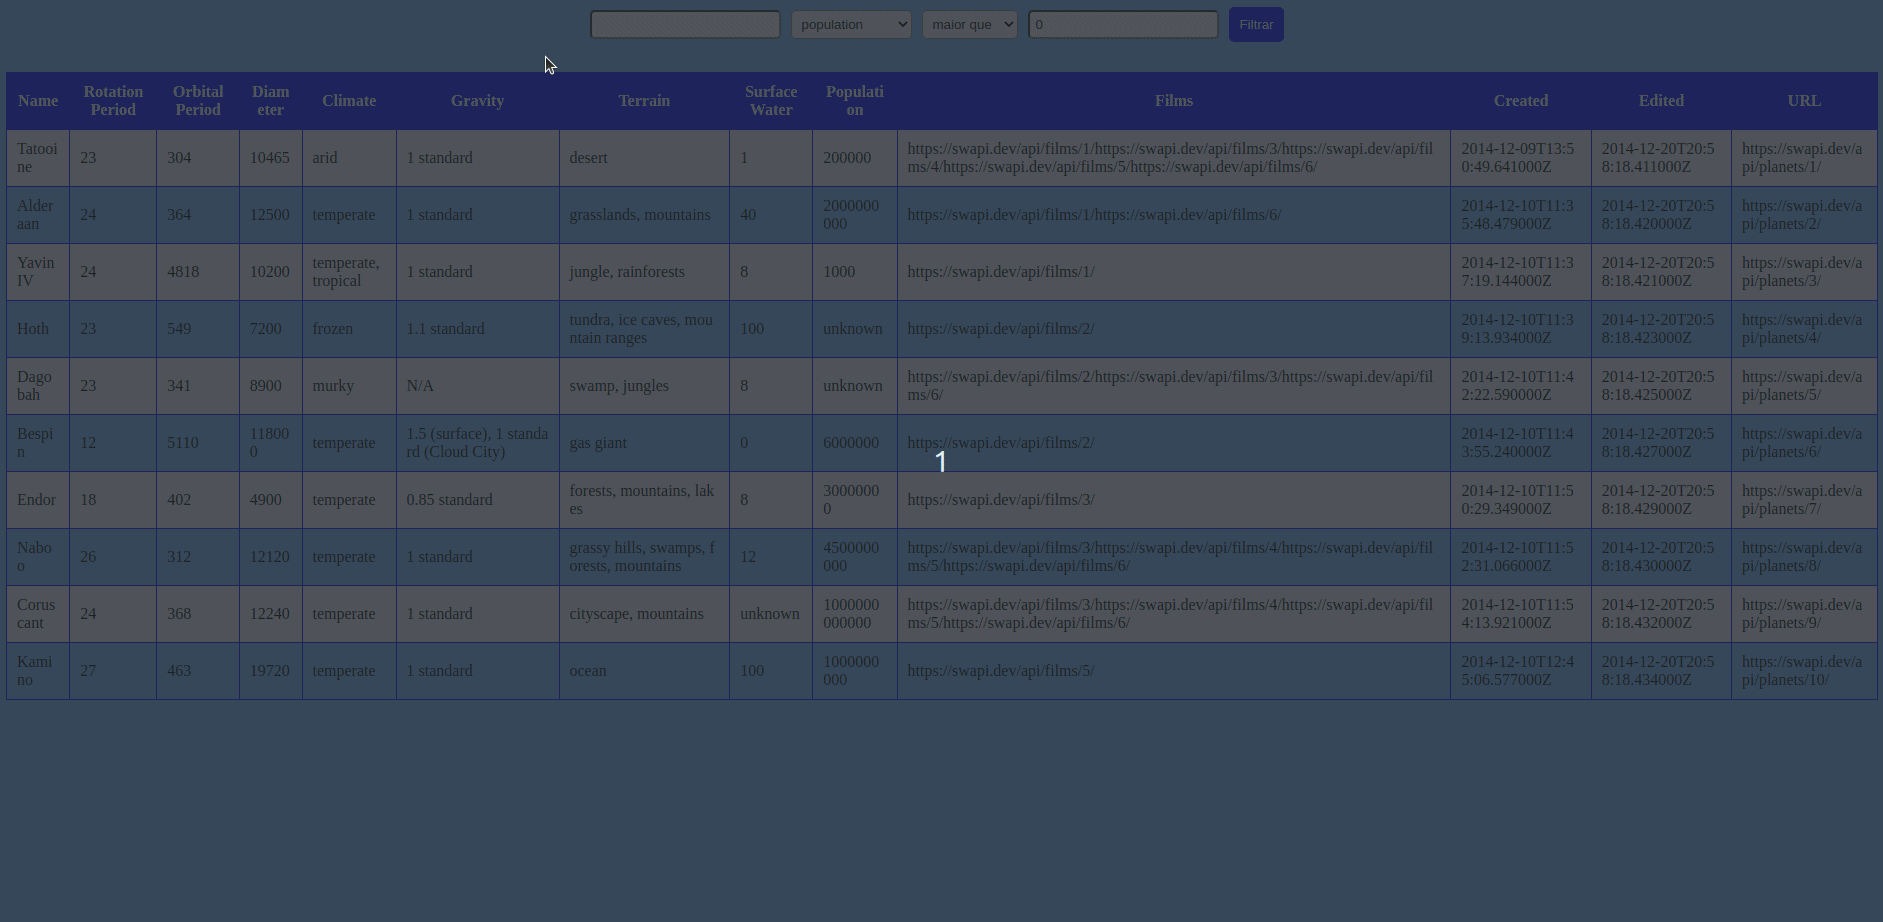 population maior que 0 Filtrar
Name Rotation Period Orbital Period Diameter Climate Gravity Terrain Surface Water Population Films Created Edited URL
Tatooine 23 304 10465 arid 1 standard desert 1 200000 https://swapi.dev/api/films/1/https://swapi.dev/api/films/3/https://swapi.dev/api/films/4/https://swapi.dev/api/films/5/https://swapi.dev/api/films/6/ 2014-12-09T13:50:49.641000Z 2014-12-20T20:58:18.411000Z https://swapi.dev/api/planets/1/
Alderaan 24 364 12500 temperate 1 standard grasslands, mountains 40 2000000000 https://swapi.dev/api/films/1/https://swapi.dev/api/films/6/ 2014-12-10T11:35:48.479000Z 2014-12-20T20:58:18.420000Z https://swapi.dev/api/planets/2/
Yavin IV 24 4818 10200 temperate, tropical 1 standard jungle, rainforests 8 1000 https://swapi.dev/api/films/1/ 2014-12-10T11:37:19.144000Z 2014-12-20T20:58:18.421000Z https://swapi.dev/api/planets/3/
Hoth 23 549 7200 frozen 1.1 standard tundra, ice caves, mountain ranges 100 unknown https://swapi.dev/api/films/2/ 2014-12-10T11:39:13.934000Z 2014-12-20T20:58:18.423000Z https://swapi.dev/api/planets/4/
Dagobah 23 341 8900 murky N/A swamp, jungles 8 unknown https://swapi.dev/api/films/2/https://swapi.dev/api/films/3/https://swapi.dev/api/films/6/ 2014-12-10T11:42:22.590000Z 2014-12-20T20:58:18.425000Z https://swapi.dev/api/planets/5/
Bespin 12 5110 118000 temperate 1.5 (surface), 1 standard (Cloud City) gas giant 0 6000000 https://swapi.dev/api/films/2/ 2014-12-10T11:43:55.240000Z 2014-12-20T20:58:18.427000Z https://swapi.dev/api/planets/6/
1
Endor 18 402 4900 temperate 0.85 standard forests, mountains, lakes 8 30000000 https://swapi.dev/api/films/3/ 2014-12-10T11:50:29.349000Z 2014-12-20T20:58:18.429000Z https://swapi.dev/api/planets/7/
Naboo 26 312 12120 temperate 1 standard grassy hills, swamps, forests, mountains 12 4500000000 https://swapi.dev/api/films/3/https://swapi.dev/api/films/4/https://swapi.dev/api/films/5/https://swapi.dev/api/films/6/ 2014-12-10T11:52:31.066000Z 2014-12-20T20:58:18.430000Z https://swapi.dev/api/planets/8/
Coruscant 24 368 12240 temperate 1 standard cityscape, mountains unknown 1000000000000 https://swapi.dev/api/films/3/https://swapi.dev/api/films/4/https://swapi.dev/api/films/5/https://swapi.dev/api/films/6/ 2014-12-10T11:54:13.921000Z 2014-12-20T20:58:18.432000Z https://swapi.dev/api/planets/9/
Kamino 27 463 19720 temperate 1 standard ocean 100 1000000000 https://swapi.dev/api/films/5/ 2014-12-10T12:45:06.577000Z 2014-12-20T20:58:18.434000Z https://swapi.dev/api/planets/10/